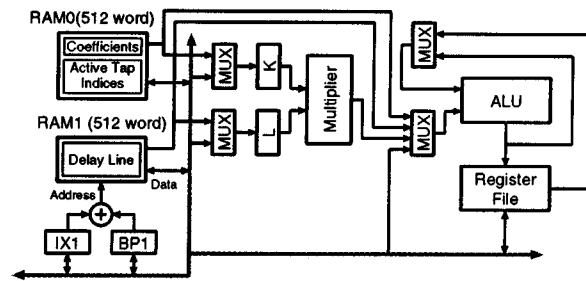 RAM0(512 word)
Coefficients
Active Tap
Indices
MUX
K
Multiplier
MUX
ALU
RAM1 (512 word)
MUX
L
MUX
Delay Line
Address
Data
Register
File
IX1
BP1